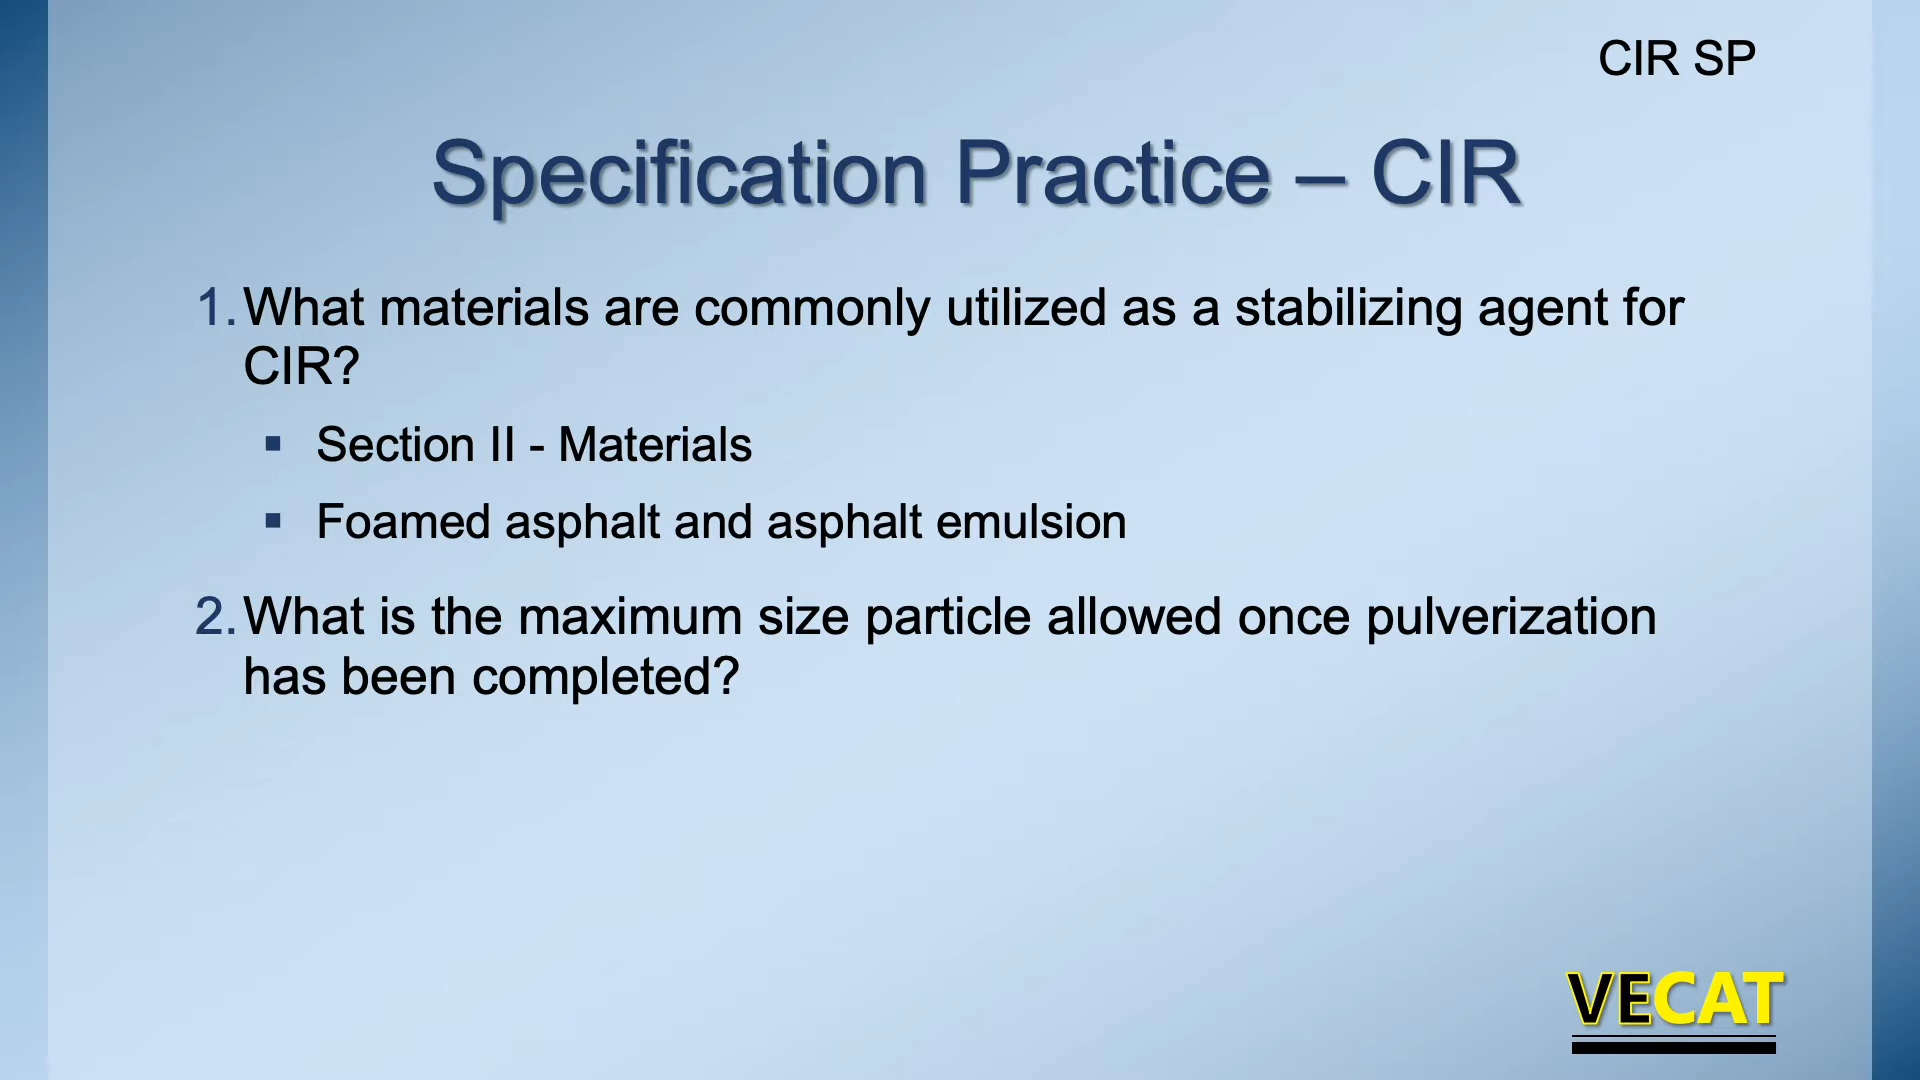 CIR SP
Specification Practice – CIR
1. What materials are commonly utilized as a stabilizing agent for
CIR?
▪ Section II - Materials
▪ Foamed asphalt and asphalt emulsion
2. What is the maximum size particle allowed once pulverization
has been completed?
VECAT